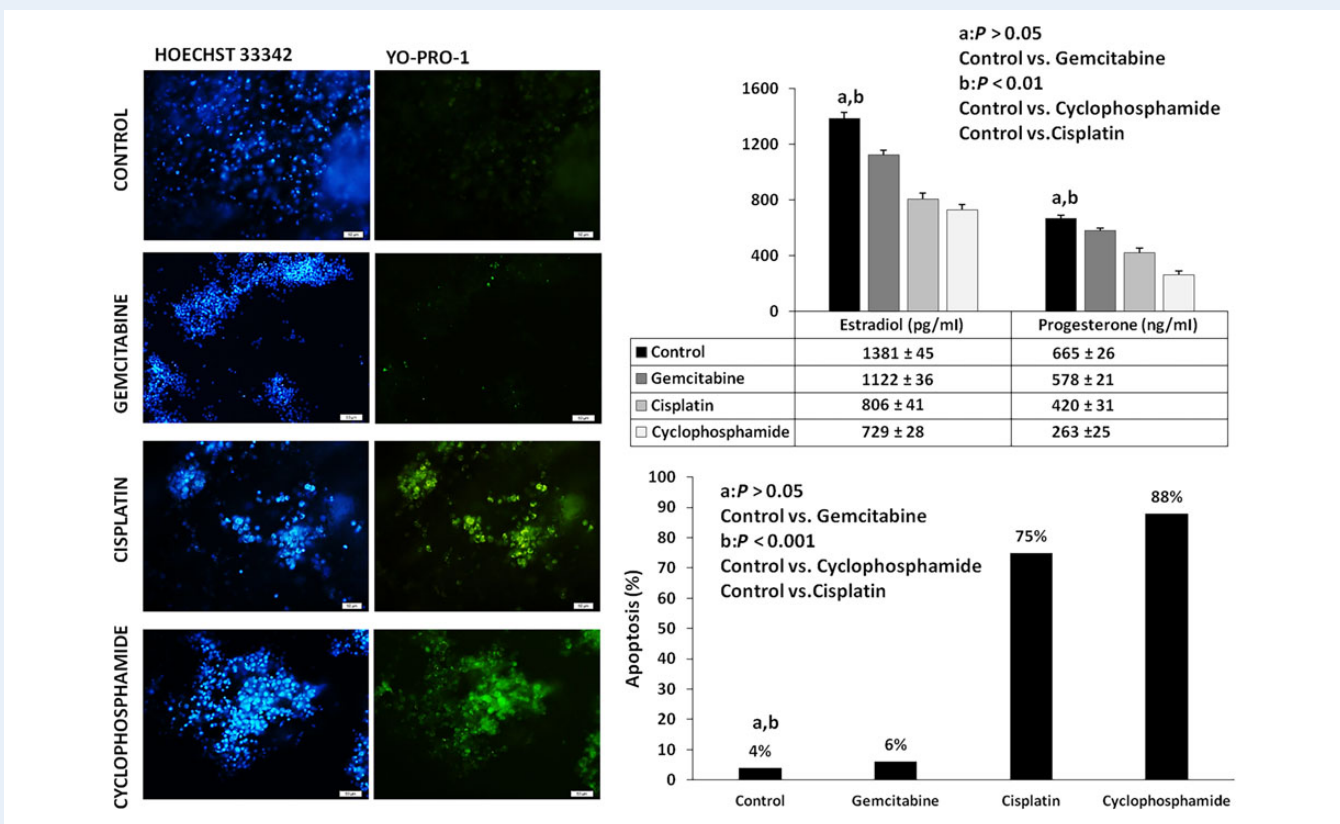 HOECHST 33342
YO-PRO-1
CONTROL
GEMCITABINE
CISPLATIN
CYCLOPHOSPHAMIDE
a:P > 0.05
Control vs. Gemcitabine
b:P < 0.01
Control vs. Cyclophosphamide
Control vs.Cisplatin
1600
1200
800
400
0
a,b
a,b
Estradiol (pg/ml) Progesterone (ng/ml)
Control 1381 ± 45 665 ± 26
Gemcitabine 1122 ± 36 578 ± 21
Cisplatin 806 ± 41 420 ± 31
Cyclophosphamide 729 ± 28 263 ±25
Apoptosis (%)
100
90
80
70
60
50
40
30
20
10
0
a:P > 0.05
Control vs. Gemcitabine
b:P < 0.001
Control vs. Cyclophosphamide
Control vs.Cisplatin
a,b
4%
6%
75%
88%
Control Gemcitabine Cisplatin Cyclophosphamide